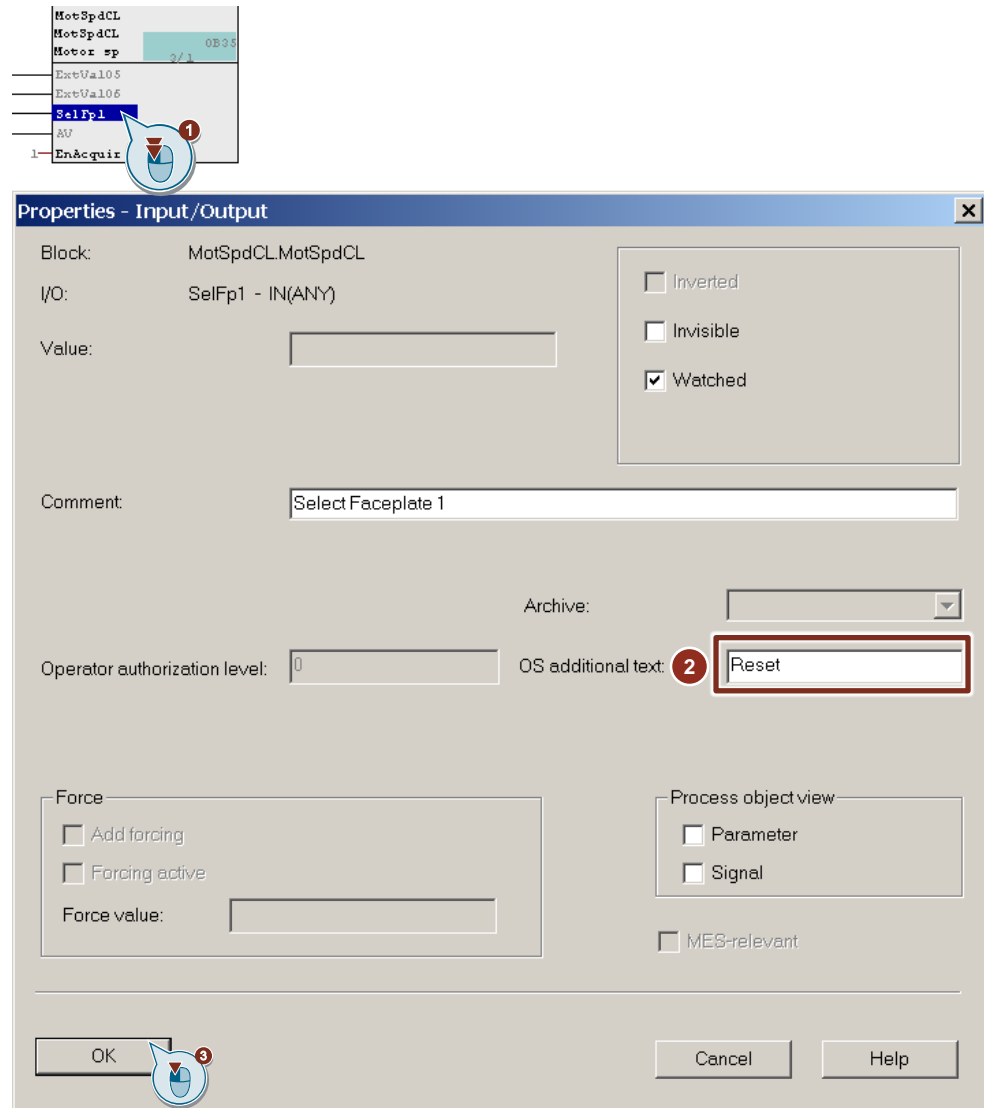 MotSpdCL
MotSpdCL
Motor sp
OB35
3/1
ExtVal05
ExtVal06
SelFp1
AV
1 EnAcquir
1
Properties - Input/Output
Block: MotSpdCL.MotSpdCL
I/O: SelFp1 - IN(ANY)
Inverted
Value:
Invisible
Watched
Comment: Select Faceplate 1
Archive:
Operator authorization level: 0 OS additional text: 2 Reset
Force
Process object view
Add forcing
Parameter
Forcing active
Signal
Force value:
MES-relevant
OK 3 Cancel Help